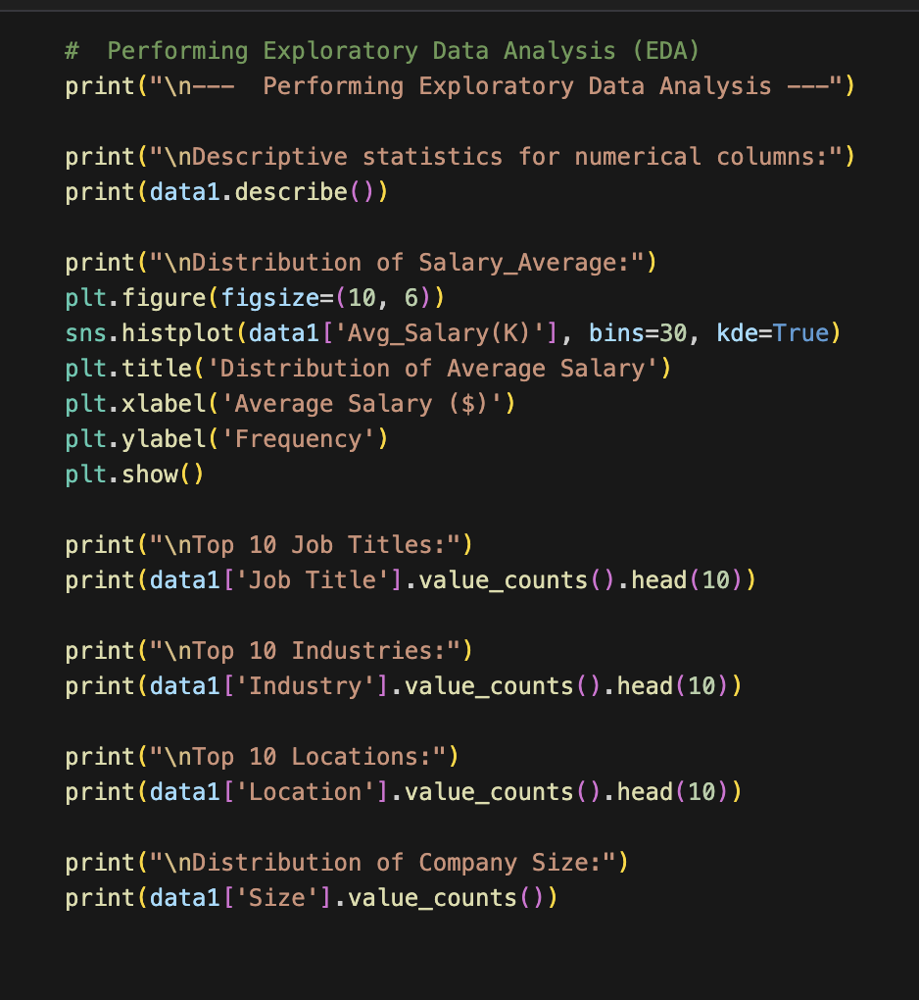 #  Performing Exploratory Data Analysis (EDA)
print("\n---  Performing Exploratory Data Analysis ---")
print("\nDescriptive statistics for numerical columns:")
print(data1.describe())
print("\nDistribution of Salary_Average:")
plt.figure(figsize=(10, 6))
sns.histplot(data1['Avg_Salary(K)'], bins=30, kde=True)
plt.title('Distribution of Average Salary')
plt.xlabel('Average Salary ($)')
plt.ylabel('Frequency')
plt.show()
print("\nTop 10 Job Titles:")
print(data1['Job Title'].value_counts().head(10))
print("\nTop 10 Industries:")
print(data1['Industry'].value_counts().head(10))
print("\nTop 10 Locations:")
print(data1['Location'].value_counts().head(10))
print("\nDistribution of Company Size:")
print(data1['Size'].value_counts())